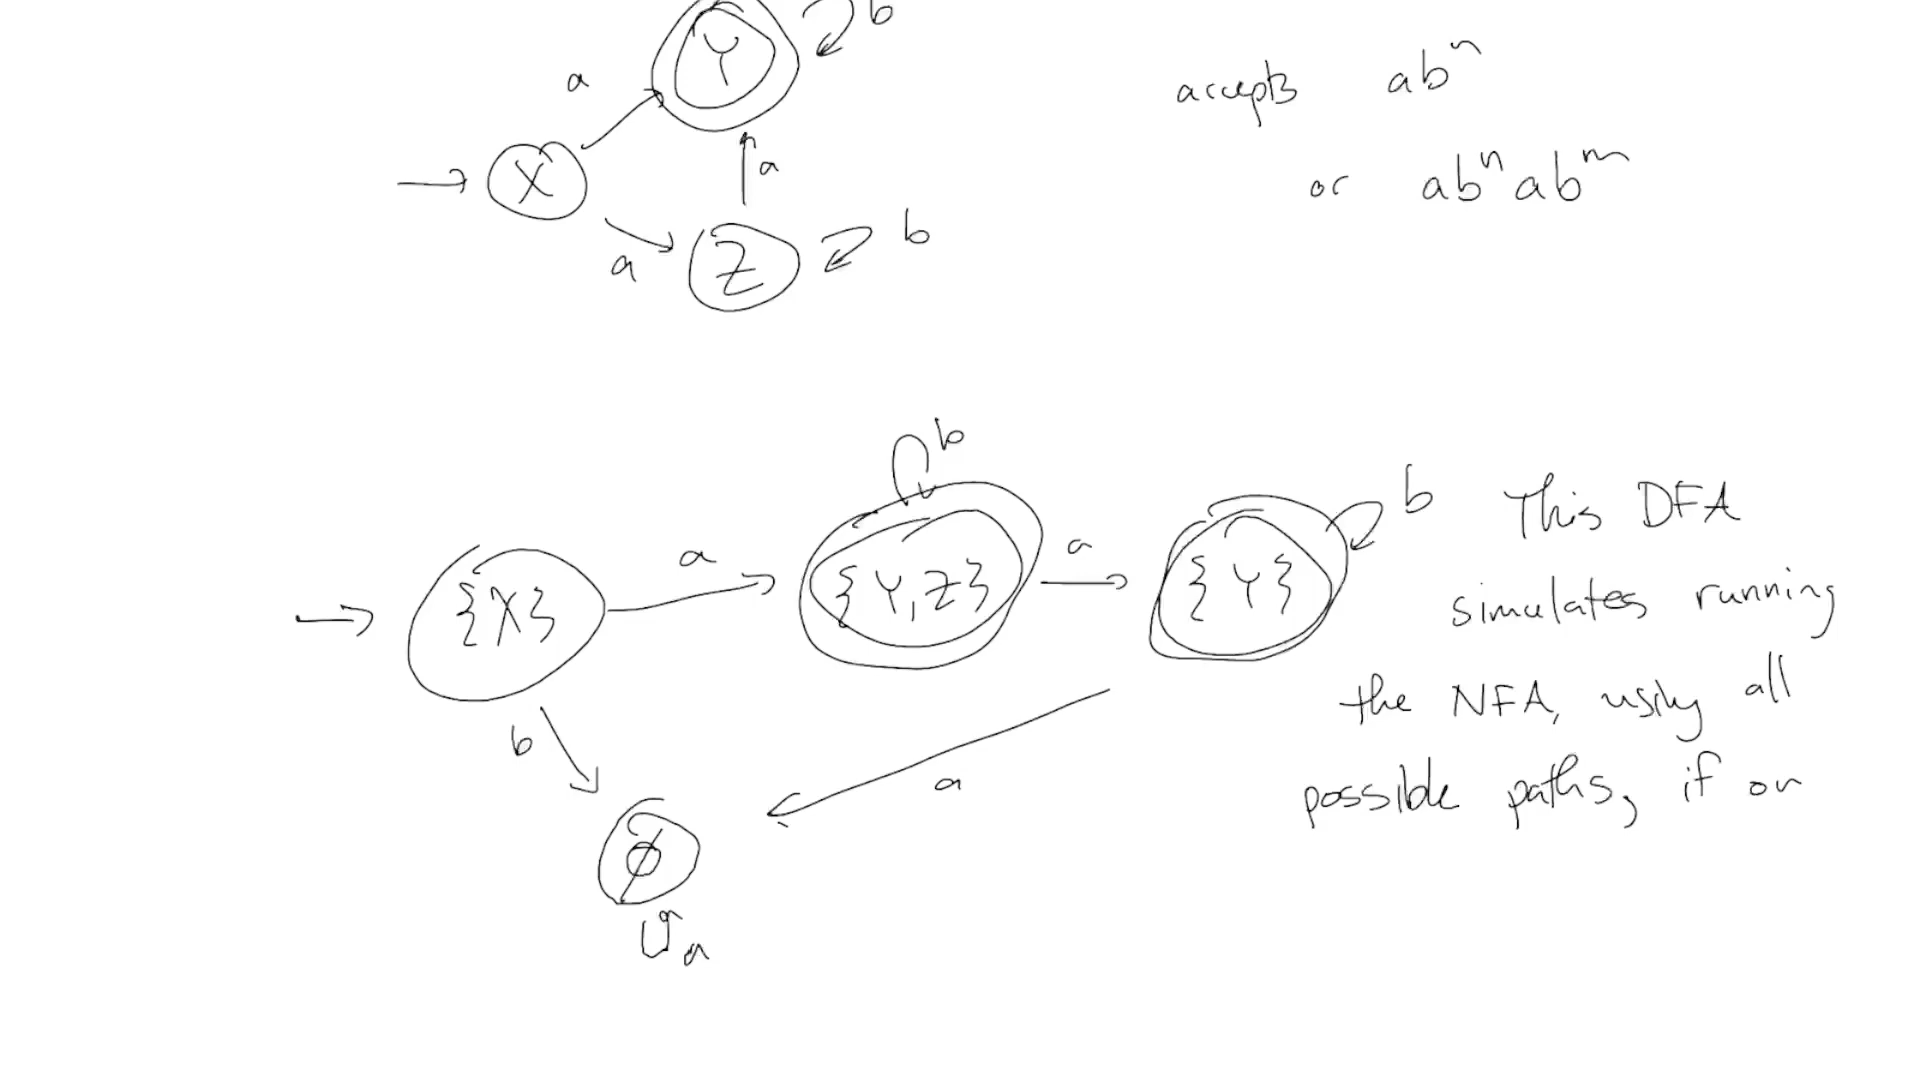 Y
b
a
accepts ab^n
X
a
or ab^n ab^m
a
Z
b
b
b
This DFA
a
a
{X}
{Y,Z}
{Y}
simulates running
the NFA, using all
b
possible paths, if on
a
∅
a